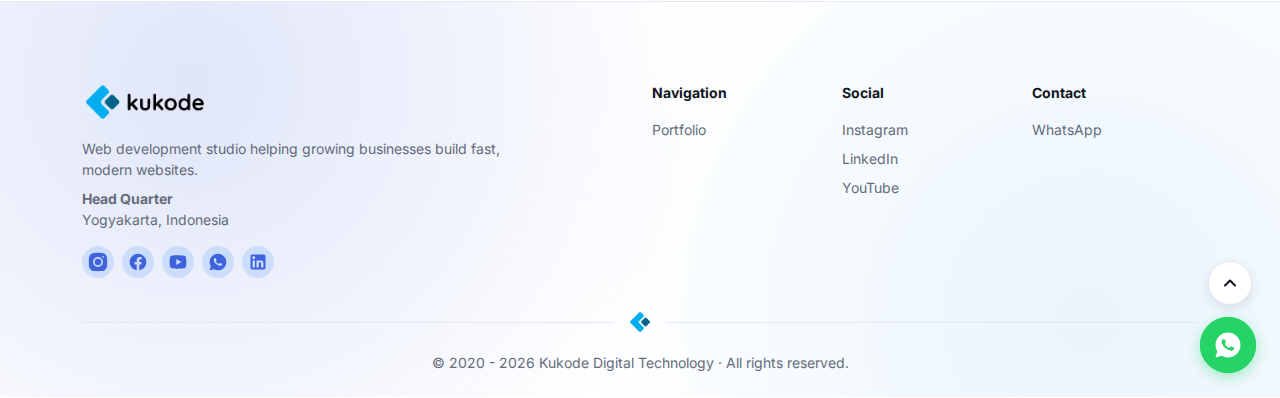 kukode
Web development studio helping growing businesses build fast,
modern websites.
Head Quarter
Yogyakarta, Indonesia
Navigation
Portfolio
Social
Instagram
LinkedIn
YouTube
Contact
WhatsApp
© 2020 - 2026 Kukode Digital Technology · All rights reserved.